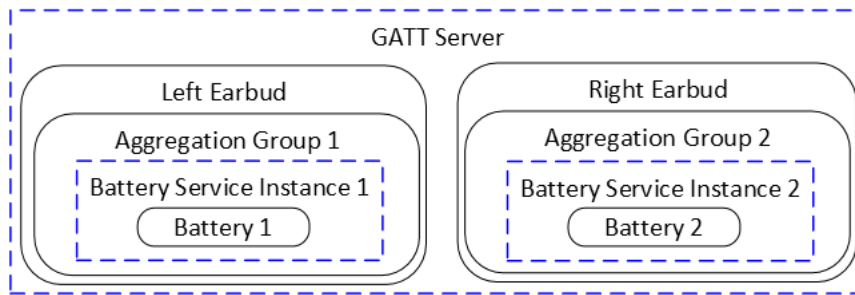 GATT Server
Left Earbud
Aggregation Group 1
Battery Service Instance 1
Battery 1
Right Earbud
Aggregation Group 2
Battery Service Instance 2
Battery 2